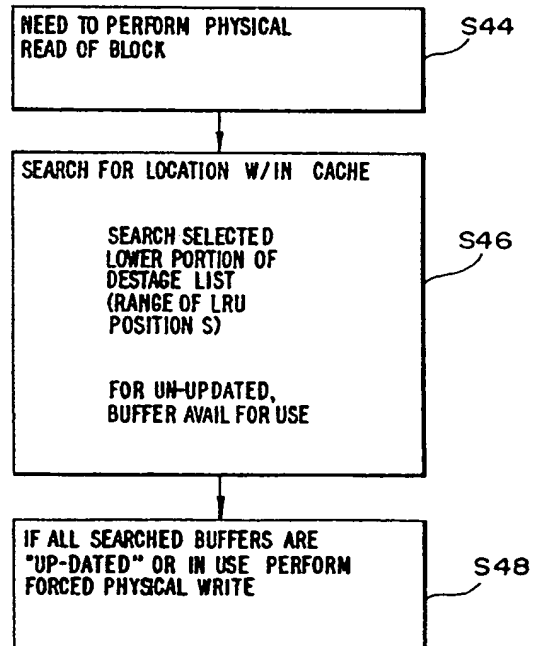 NEED TO PERFORM PHYSICAL
READ OF BLOCK
S44
SEARCH FOR LOCATION W/IN CACHE
SEARCH SELECTED
LOWER PORTION OF
DESTAGE LIST
(RANGE OF LRU
POSITION S)
S46
FOR UN-UPDATED,
BUFFER AVAIL FOR USE
IF ALL SEARCHED BUFFERS ARE
"UP-DATED" OR IN USE PERFORM
FORCED PHYSICAL WRITE
S48